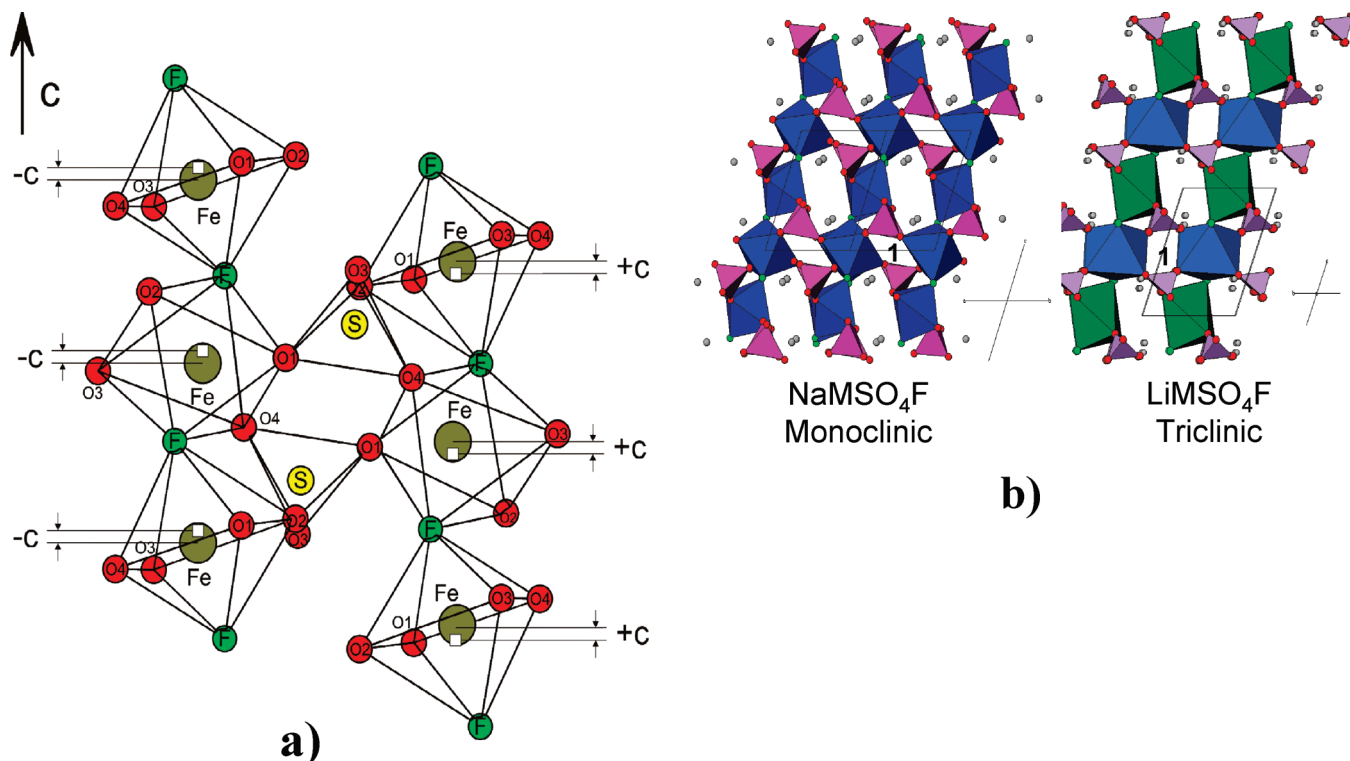 C
F
O2
O1
-C
O3
O4
Fe
F
O2
-C
O1
O3
Fe
O4
F
O2
O1
O3
-C
O3
O4
Fe
F
F
Fe
O3
O4
O1
+C
O3
S
F
O4
Fe
O3
O1
+C
S
O2
F
Fe
O3
O4
O1
+C
O2
F
a)
1
NaMSO₄F
Monoclinic
1
LiMSO₄F
Triclinic
b)